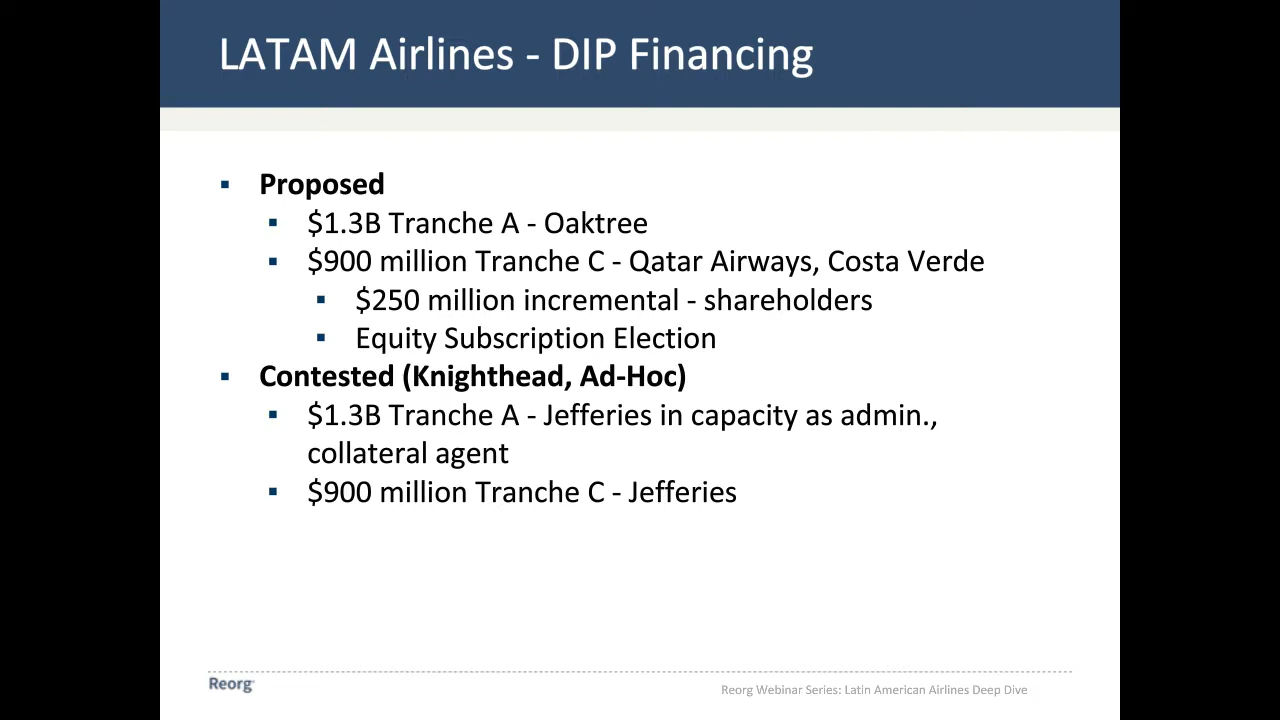 LATAM Airlines - DIP Financing
▪ Proposed
▪ $1.3B Tranche A - Oaktree
▪ $900 million Tranche C - Qatar Airways, Costa Verde
▪ $250 million incremental - shareholders
▪ Equity Subscription Election
▪ Contested (Knighthead, Ad-Hoc)
▪ $1.3B Tranche A - Jefferies in capacity as admin.,
collateral agent
▪ $900 million Tranche C - Jefferies
Reorg
Reorg Webinar Series: Latin American Airlines Deep Dive